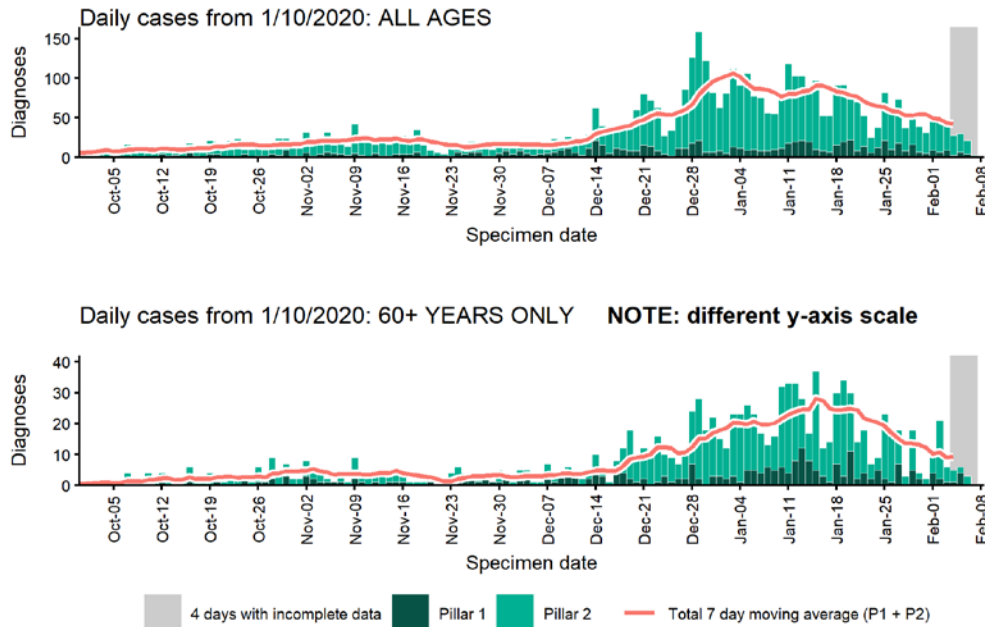 Daily cases from 1/10/2020: ALL AGES
150
100
50
0
Diagnoses
Oct-05
Oct-12
Oct-19
Oct-26
Nov-02
Nov-09
Nov-16
Nov-23
Nov-30
Dec-07
Dec-14
Dec-21
Dec-28
Jan-04
Jan-11
Jan-18
Jan-25
Feb-01
Feb-08
Specimen date
Daily cases from 1/10/2020: 60+ YEARS ONLY NOTE: different y-axis scale
40
30
20
10
0
Diagnoses
Oct-05
Oct-12
Oct-19
Oct-26
Nov-02
Nov-09
Nov-16
Nov-23
Nov-30
Dec-07
Dec-14
Dec-21
Dec-28
Jan-04
Jan-11
Jan-18
Jan-25
Feb-01
Feb-08
Specimen date
4 days with incomplete data Pillar 1 Pillar 2 Total 7 day moving average (P1 + P2)